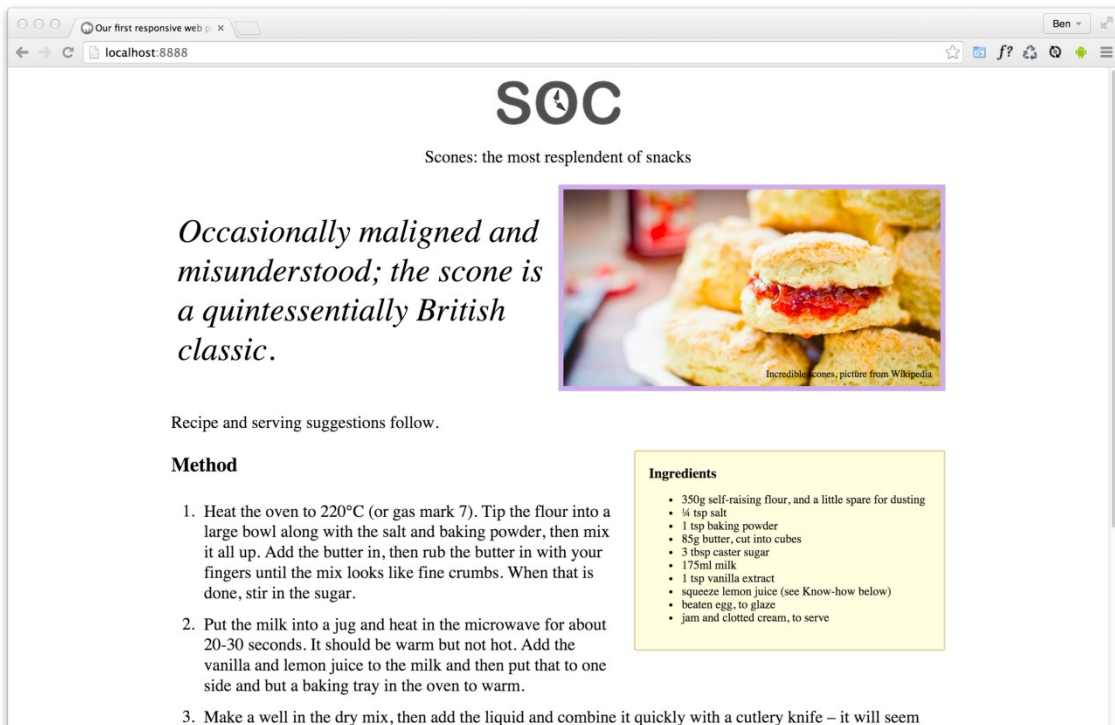 Our first responsive web p
Ben
localhost:8888
f?
SOC
Scones: the most resplendent of snacks
Occasionally maligned and
misunderstood; the scone is
a quintessentially British
classic.
Incredible scones, picture from Wikipedia
Recipe and serving suggestions follow.
Method
1. Heat the oven to 220°C (or gas mark 7). Tip the flour into a
large bowl along with the salt and baking powder, then mix
it all up. Add the butter in, then rub the butter in with your
fingers until the mix looks like fine crumbs. When that is
done, stir in the sugar.
2. Put the milk into a jug and heat in the microwave for about
20-30 seconds. It should be warm but not hot. Add the
vanilla and lemon juice to the milk and then put that to one
side and but a baking tray in the oven to warm.
Ingredients
• 350g self-raising flour, and a little spare for dusting
• ¼ tsp salt
• 1 tsp baking powder
• 85g butter, cut into cubes
• 3 tbsp caster sugar
• 175ml milk
• 1 tsp vanilla extract
• squeeze lemon juice (see Know-how below)
• beaten egg, to glaze
• jam and clotted cream, to serve
3. Make a well in the dry mix, then add the liquid and combine it quickly with a cutlery knife – it will seem